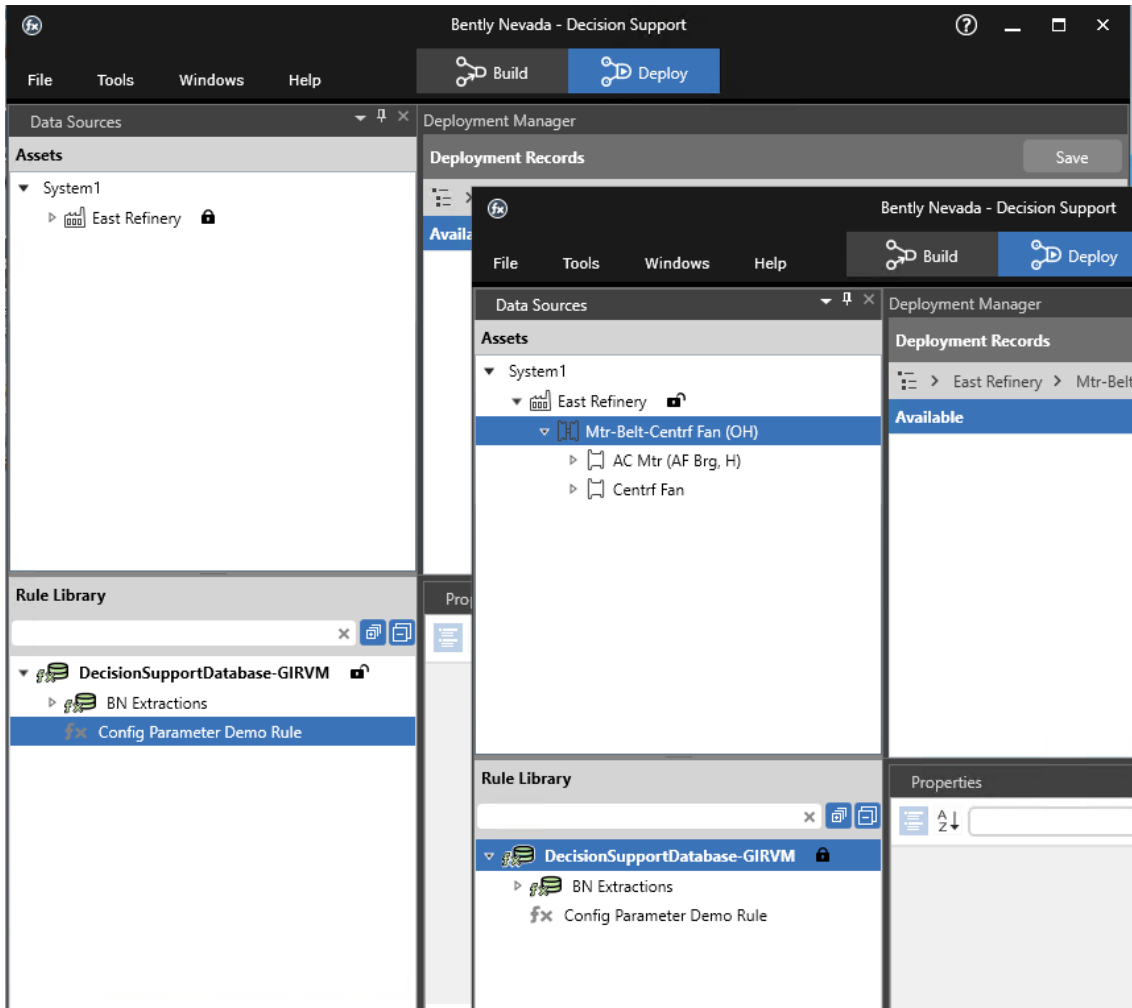 fx
Bently Nevada - Decision Support
File Tools Windows Help
Build Deploy
Data Sources
Deployment Manager
Assets
Deployment Records
Save
System1
East Refinery
fx
Bently Nevada - Decision Support
File Tools Windows Help
Build Deploy
Data Sources
Deployment Manager
Assets
Deployment Records
System1
East Refinery > Mtr-Belt
East Refinery
Available
Mtr-Belt-Centrf Fan (OH)
AC Mtr (AF Brg, H)
Centrf Fan
Rule Library
DecisionSupportDatabase-GIRVM
BN Extractions
fx Config Parameter Demo Rule
Rule Library
Properties
A
Z
DecisionSupportDatabase-GIRVM
BN Extractions
fx Config Parameter Demo Rule